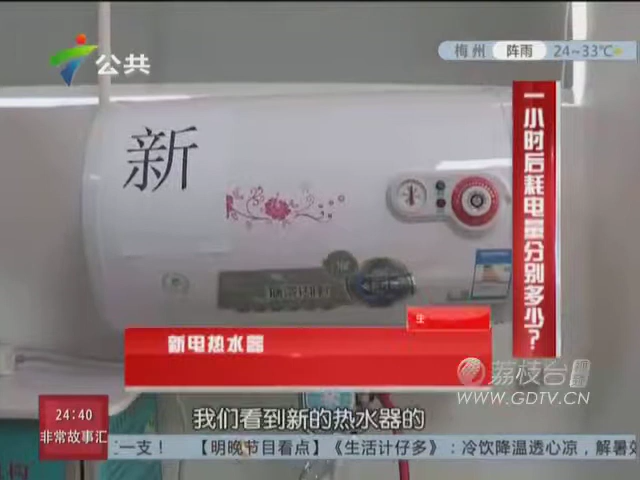 公共
梅州 阵雨 24~33℃
新
一小时后耗电量分别多少？
生
新电热水器
荔枝台
WWW.GDTV.CN
我们看到新的热水器的
24:40
非常故事汇
一支！ 【明晚节目看点】《生活计仔多》：冷饮降温透心凉，解暑效